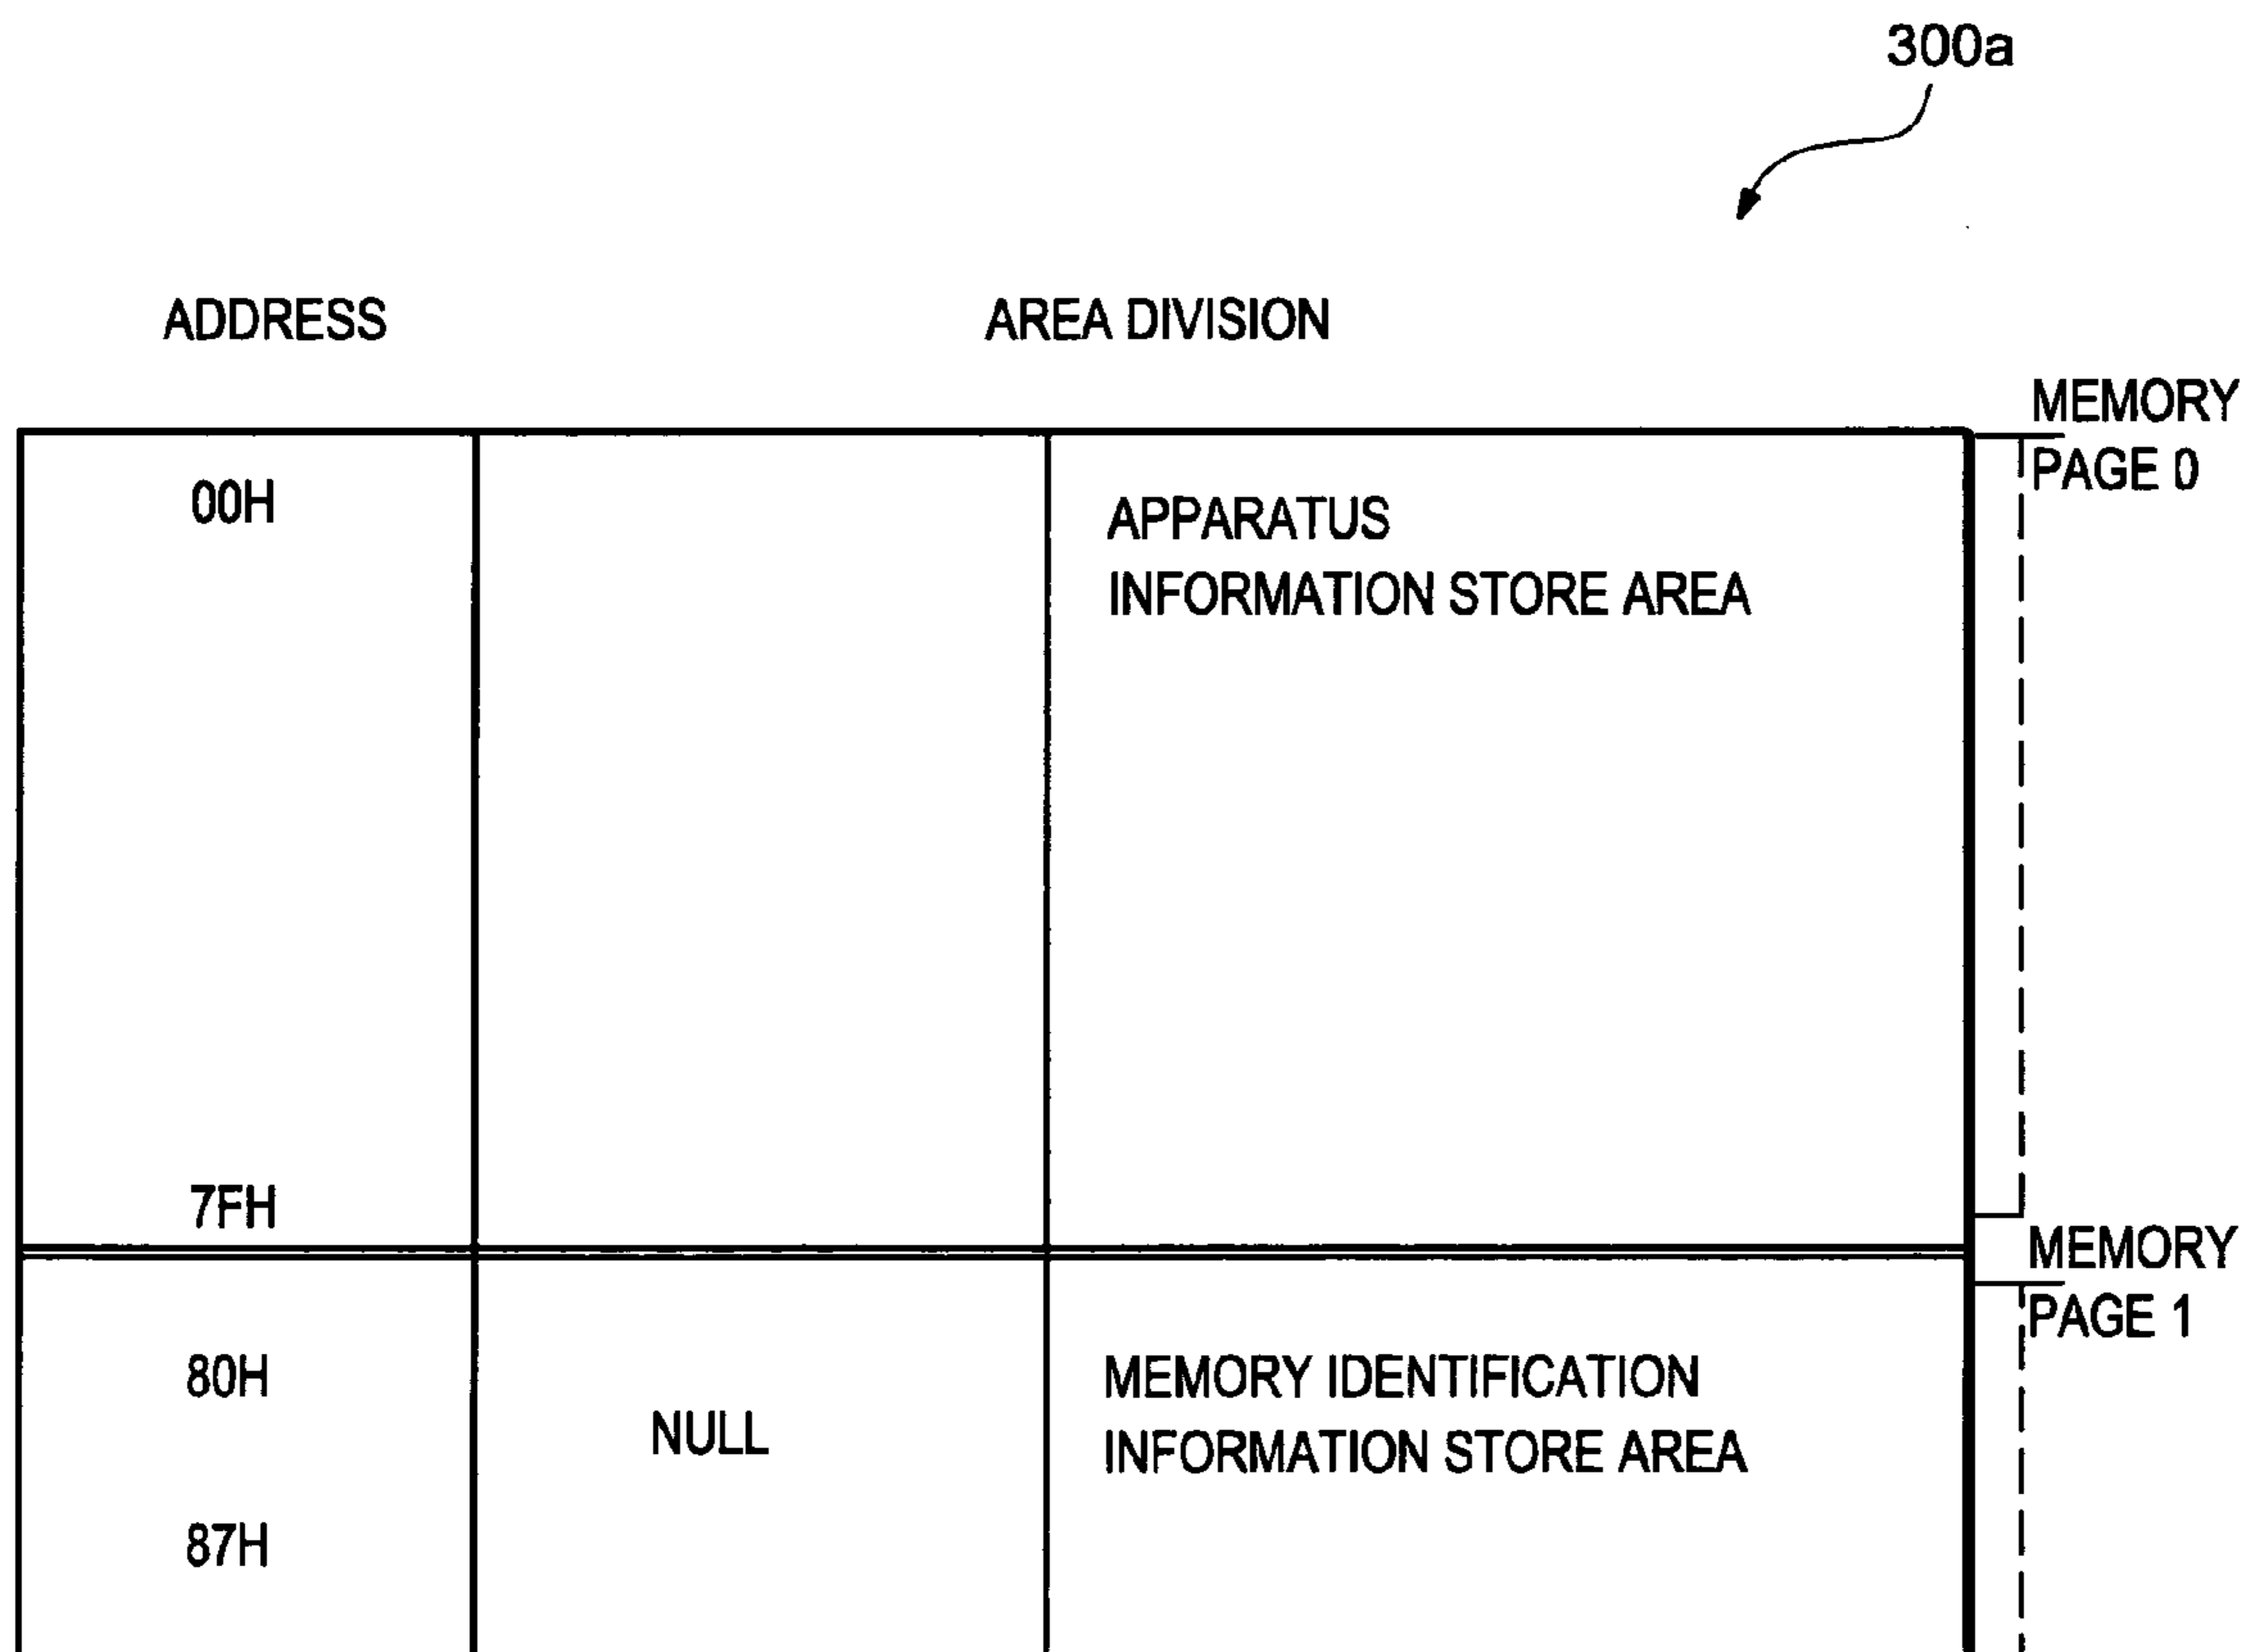 300a
ADDRESS
AREA DIVISION
MEMORY
PAGE 0
00H
APPARATUS
INFORMATION STORE AREA
7FH
MEMORY
PAGE 1
80H
MEMORY IDENTIFICATION
NULL
INFORMATION STORE AREA
87H